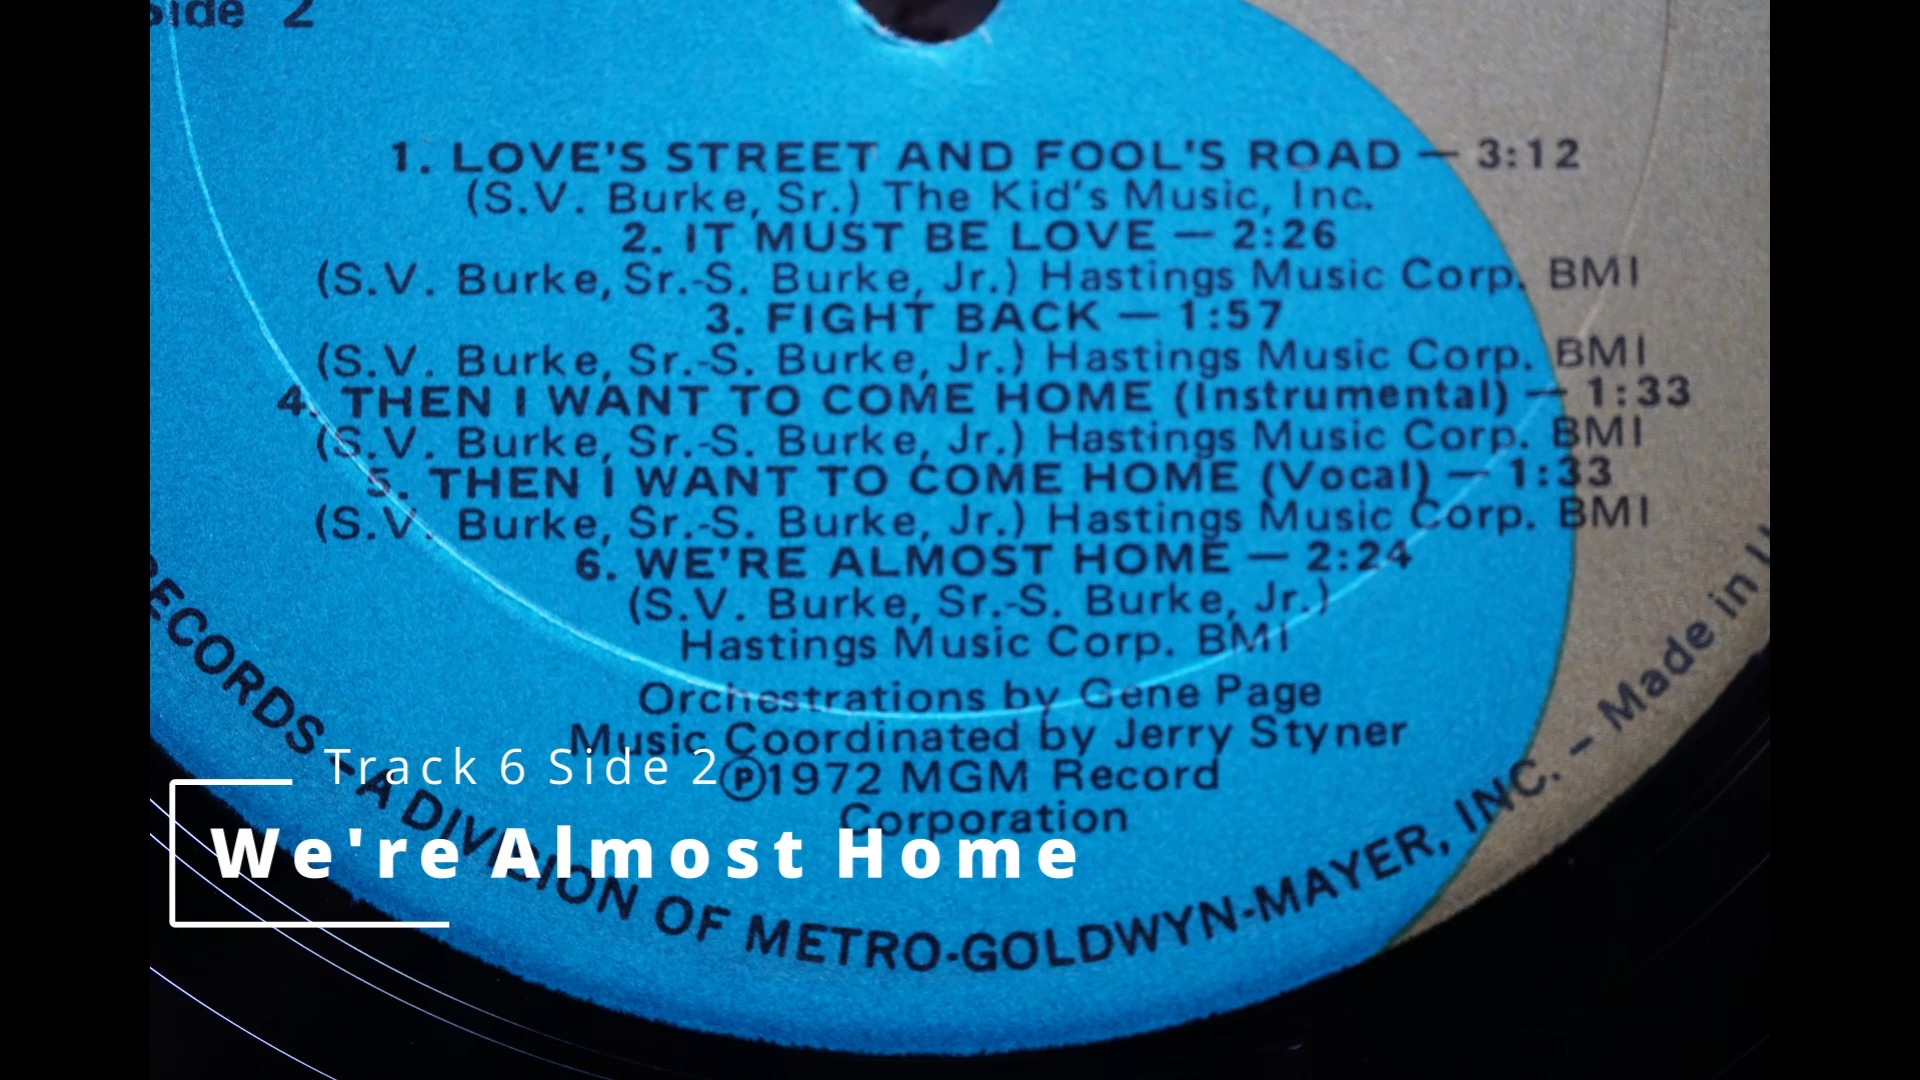 Side 2
1. LOVE'S STREET AND FOOL'S ROAD — 3:12
(S.V. Burke, Sr.) The Kid's Music, Inc.
2. IT MUST BE LOVE — 2:26
(S.V. Burke, Sr.-S. Burke, Jr.) Hastings Music Corp. BMI
3. FIGHT BACK — 1:57
(S.V. Burke, Sr.-S. Burke, Jr.) Hastings Music Corp. BMI
4. THEN I WANT TO COME HOME (Instrumental) — 1:33
(S.V. Burke, Sr.-S. Burke, Jr.) Hastings Music Corp. BMI
5. THEN I WANT TO COME HOME (Vocal) — 1:33
(S.V. Burke, Sr.-S. Burke, Jr.) Hastings Music Corp. BMI
6. WE'RE ALMOST HOME — 2:24
(S.V. Burke, Sr.-S. Burke, Jr.)
Hastings Music Corp. BMI
Orchestrations by Gene Page
Music Coordinated by Jerry Styner
Ⓟ1972 MGM Record
Corporation
RECORDS - A DIVISION OF METRO-GOLDWYN-MAYER, INC. – Made in
Track 6 Side 2
We're Almost Home